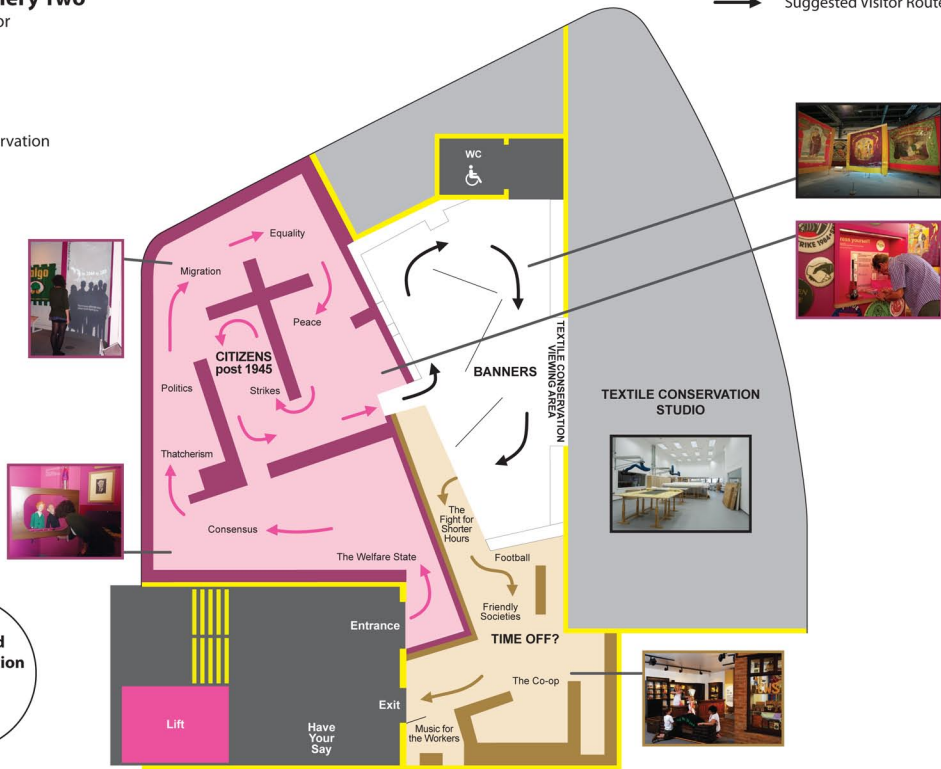 Suggested Visitor Route
WC
Equality
Migration
Peace
CITIZENS
post 1945
Politics
Strikes
Thatcherism
Consensus
The Welfare State
BANNERS
TEXTILE CONSERVATION
VIEWING AREA
TEXTILE CONSERVATION
STUDIO
The
Fight for
Shorter
Hours
Football
Friendly
Societies
TIME OFF?
Entrance
Exit
The Co-op
Music for
the Workers
Have
Your
Say
Lift